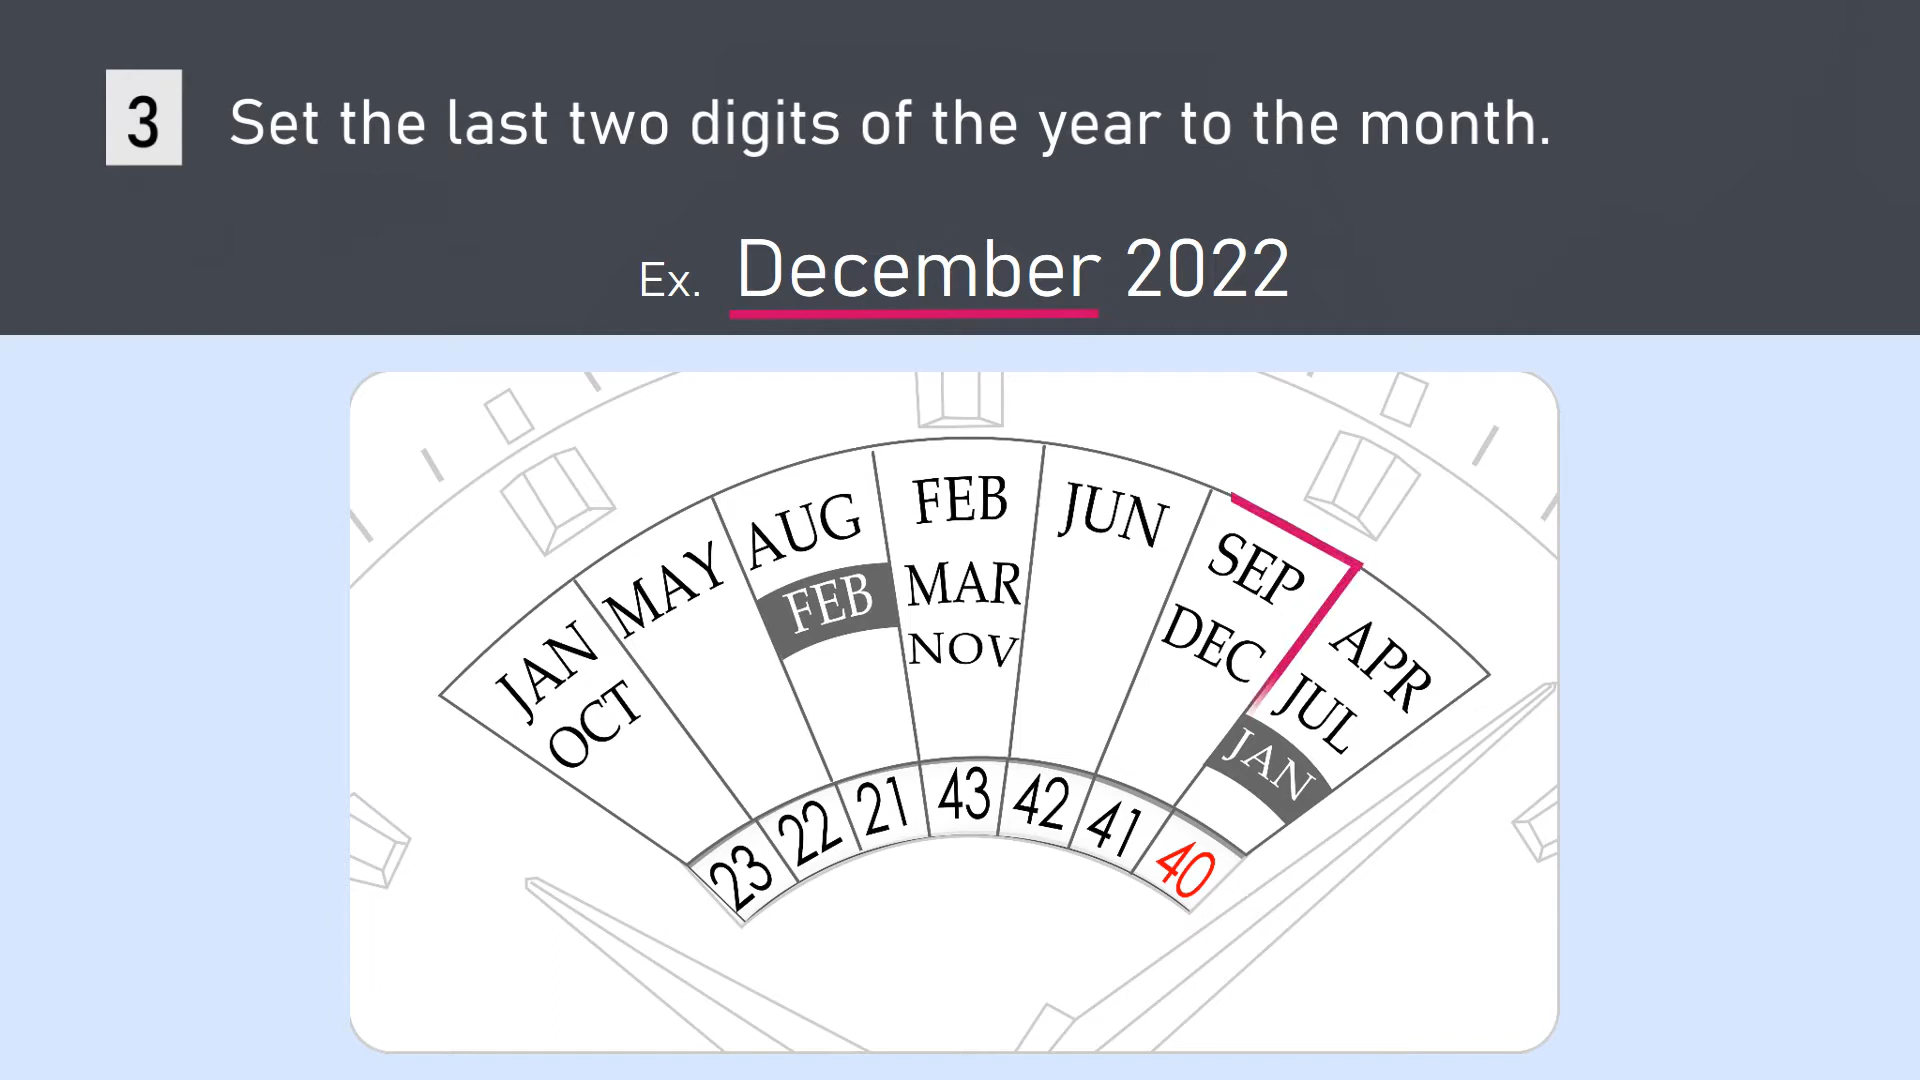 3 Set the last two digits of the year to the month.
Ex. December 2022
JAN
OCT
MAY
AUG
FEB
FEB
MAR
NOV
JUN
SEP
DEC
APR
JUL
JAN
23 22 21 43 42 41 40